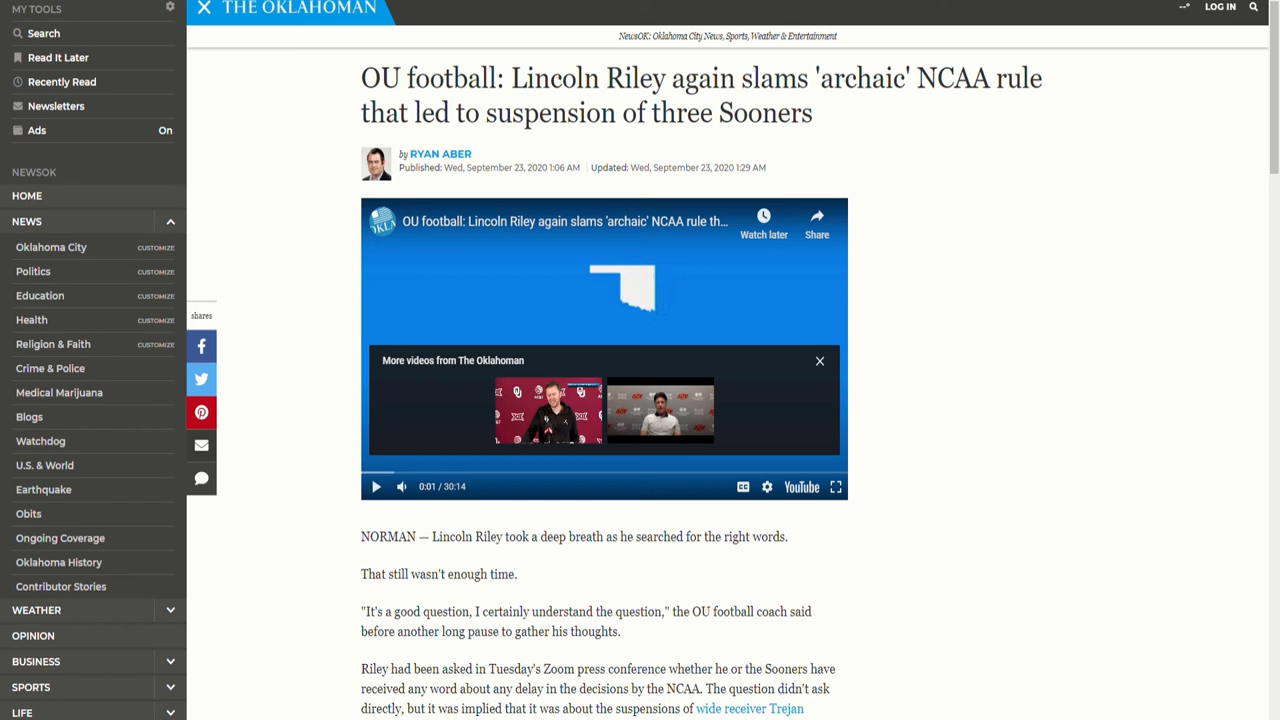 MY TOOLS
Search
Read It Later
Recently Read
Newsletters
Ads On
NEWSOK
HOME
NEWS
Oklahoma City CUSTOMIZE
Politics CUSTOMIZE
Education CUSTOMIZE
Health CUSTOMIZE
Religion & Faith CUSTOMIZE
Crime & Police
Medical Marijuana
Blogs
Watchdog
U.S. & World
Earthquake
Obits
Ongoing Coverage
Oklahoma History
Contributor Stories
WEATHER
OPINION
BUSINESS
SPORTS
LIFE
THE OKLAHOMAN
--° LOG IN
NewsOK: Oklahoma City News, Sports, Weather & Entertainment
OU football: Lincoln Riley again slams 'archaic' NCAA rule
that led to suspension of three Sooners
by RYAN ABER
Published: Wed, September 23, 2020 1:06 AM Updated: Wed, September 23, 2020 1:29 AM
shares
OKLA
OU football: Lincoln Riley again slams 'archaic' NCAA rule th...
Watch later
Share
More videos from The Oklahoman
0:01 / 30:14
CC
YouTube
NORMAN — Lincoln Riley took a deep breath as he searched for the right words.
That still wasn't enough time.
"It's a good question, I certainly understand the question," the OU football coach said
before another long pause to gather his thoughts.
Riley had been asked in Tuesday's Zoom press conference whether he or the Sooners have
received any word about any delay in the decisions by the NCAA. The question didn't ask
directly, but it was implied that it was about the suspensions of wide receiver Trejan